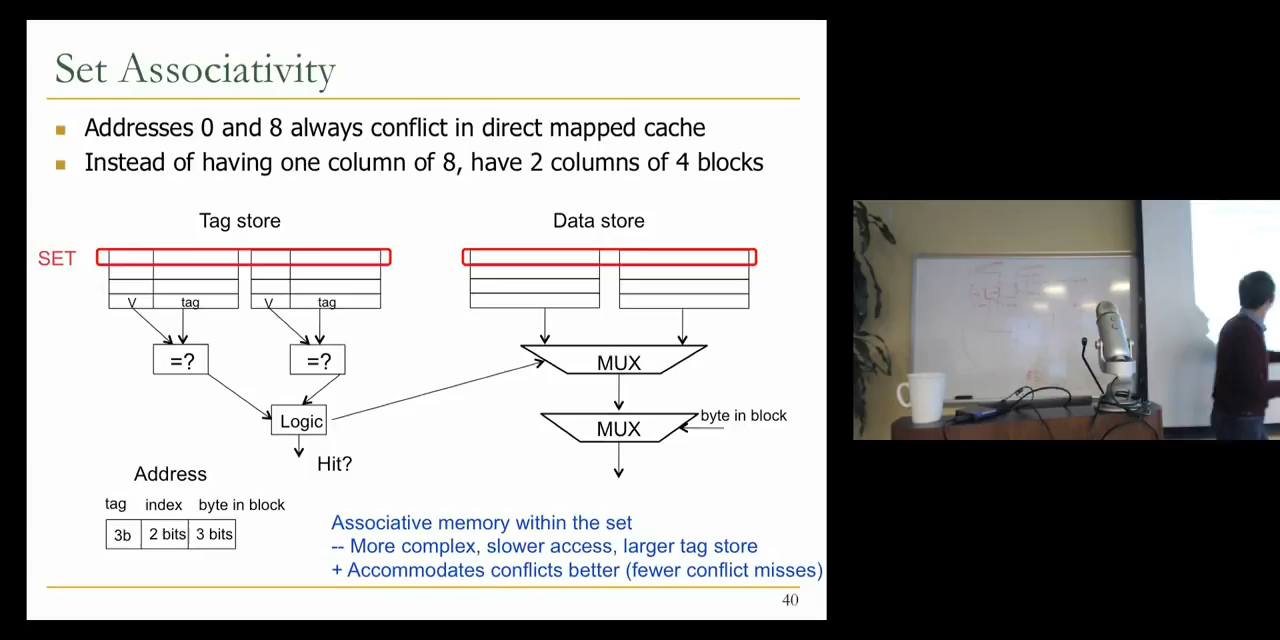 Set Associativity
Addresses 0 and 8 always conflict in direct mapped cache
Instead of having one column of 8, have 2 columns of 4 blocks
Tag store
Data store
SET
V tag V tag
=? =? MUX
Logic
MUX
byte in block
Hit?
Address
tag index byte in block
3b 2 bits 3 bits
Associative memory within the set
-- More complex, slower access, larger tag store
+ Accommodates conflicts better (fewer conflict misses)
40